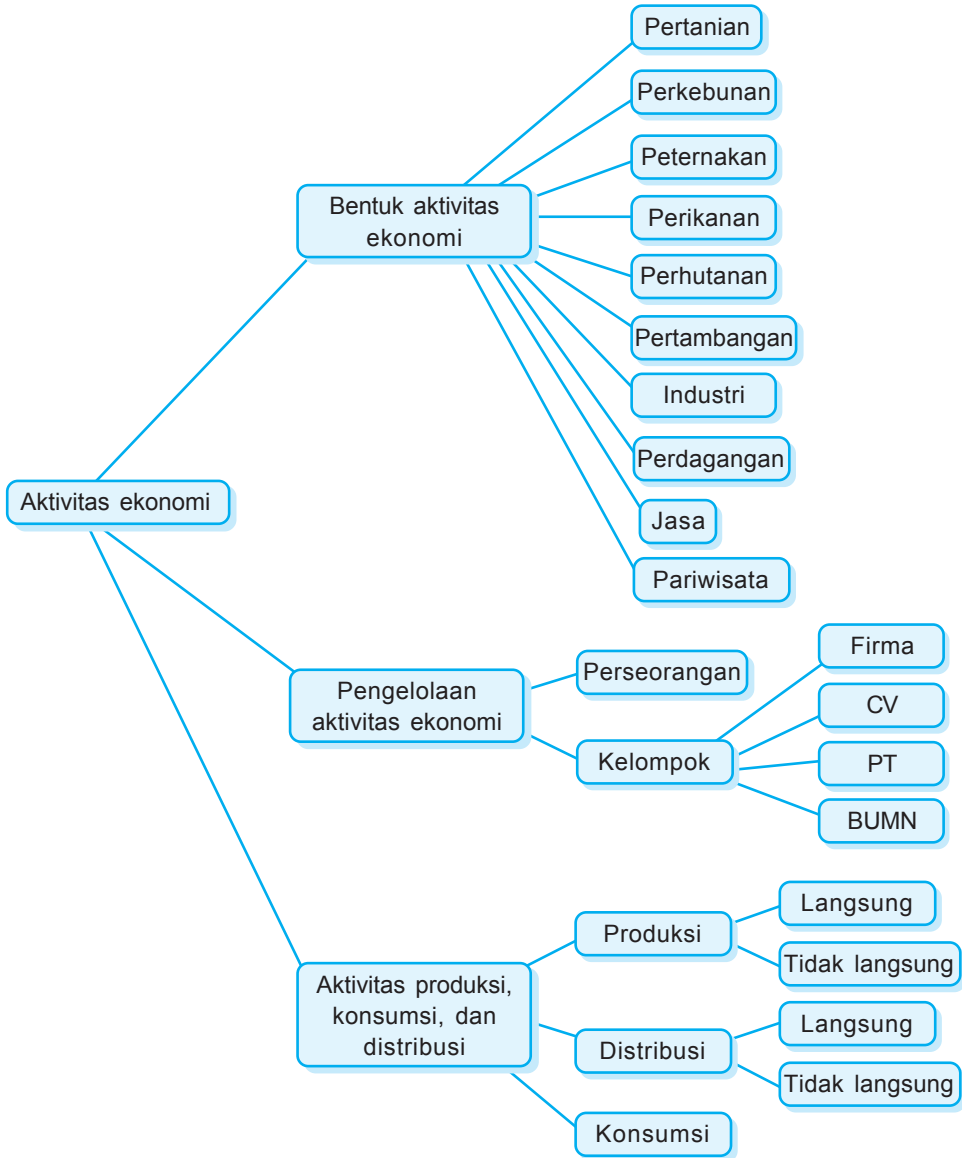 Aktivitas ekonomi
Bentuk aktivitas
ekonomi
Pertanian
Perkebunan
Peternakan
Perikanan
Perhutanan
Pertambangan
Industri
Perdagangan
Jasa
Pariwisata
Pengelolaan
aktivitas ekonomi
Perseorangan
Kelompok
Firma
CV
PT
BUMN
Aktivitas produksi,
konsumsi, dan
distribusi
Produksi
Langsung
Tidak langsung
Distribusi
Langsung
Tidak langsung
Konsumsi